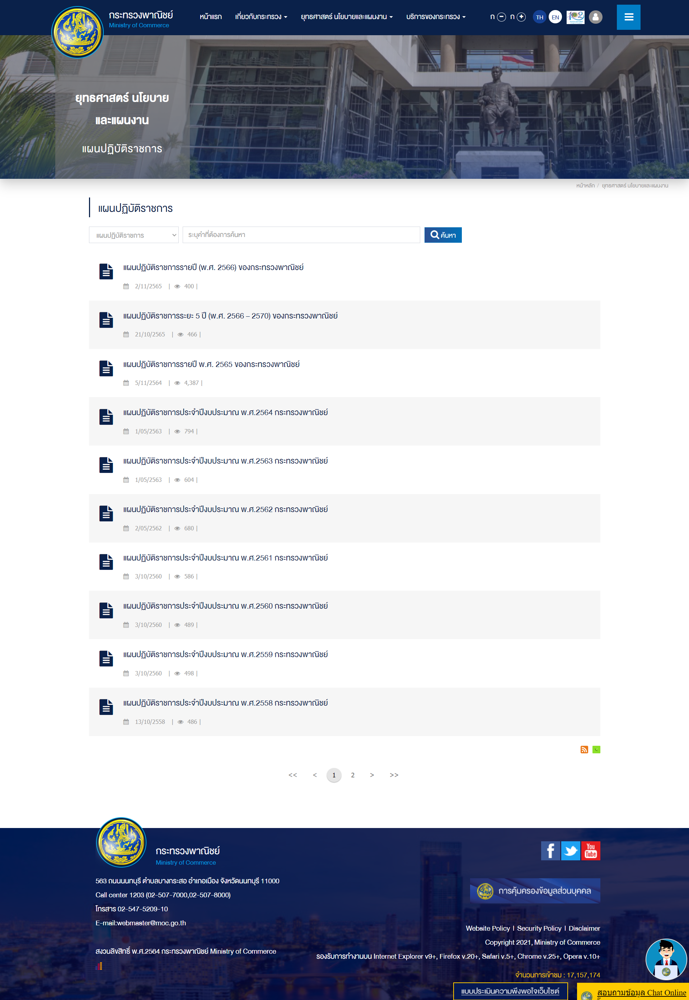 กระทรวงพาณิชย์
Ministry of Commerce
หน้าแรก
เกี่ยวกับกระทรวง
ยุทธศาสตร์ นโยบายและแผนงาน
บริการของกระทรวง
ก
ก
TH
EN
ยุทธศาสตร์ นโยบาย
และแผนงาน
แผนปฏิบัติราชการ
หน้าหลัก / ยุทธศาสตร์ นโยบายและแผนงาน
แผนปฏิบัติราชการ
แผนปฏิบัติราชการ
ระบุคำที่ต้องการค้นหา
ค้นหา
แผนปฏิบัติราชการรายปี (พ.ศ. 2566) ของกระทรวงพาณิชย์
2/11/2565 | 400 |
แผนปฏิบัติราชการระยะ 5 ปี (พ.ศ. 2566 – 2570) ของกระทรวงพาณิชย์
21/10/2565 | 466 |
แผนปฏิบัติราชการรายปี พ.ศ. 2565 ของกระทรวงพาณิชย์
5/11/2564 | 4,387 |
แผนปฏิบัติราชการประจำปีงบประมาณ พ.ศ.2564 กระทรวงพาณิชย์
1/05/2563 | 794 |
แผนปฏิบัติราชการประจำปีงบประมาณ พ.ศ.2563 กระทรวงพาณิชย์
1/05/2563 | 604 |
แผนปฏิบัติราชการประจำปีงบประมาณ พ.ศ.2562 กระทรวงพาณิชย์
2/05/2562 | 680 |
แผนปฏิบัติราชการประจำปีงบประมาณ พ.ศ.2561 กระทรวงพาณิชย์
3/10/2560 | 586 |
แผนปฏิบัติราชการประจำปีงบประมาณ พ.ศ.2560 กระทรวงพาณิชย์
3/10/2560 | 489 |
แผนปฏิบัติราชการประจำปีงบประมาณ พ.ศ.2559 กระทรวงพาณิชย์
3/10/2560 | 498 |
แผนปฏิบัติราชการประจำปีงบประมาณ พ.ศ.2558 กระทรวงพาณิชย์
13/10/2558 | 486 |
<< < 1 2 > >>
กระทรวงพาณิชย์
Ministry of Commerce
563 ถนนนนทบุรี ตำบลบางกระสอ อำเภอเมือง จังหวัดนนทบุรี 11000
Call center 1203 (02-507-7000,02-507-8000)
โทรสาร 02-547-5209-10
E-mail:webmaster@moc.go.th
สงวนลิขสิทธิ์ พ.ศ.2564 กระทรวงพาณิชย์ Ministry of Commerce
You
Tube
การคุ้มครองข้อมูลส่วนบุคคล
Website Policy | Security Policy | Disclaimer
Copyright 2021, Ministry of Commerce
รองรับการทำงานบน Internet Explorer v9+, Firefox v.20+, Safari v.5+, Chrome v.25+, Opera v.10+
จำนวนการเข้าชม : 17,157,174
แบบประเมินความพึงพอใจเว็บไซต์
สอบถามข้อมูล Chat Online